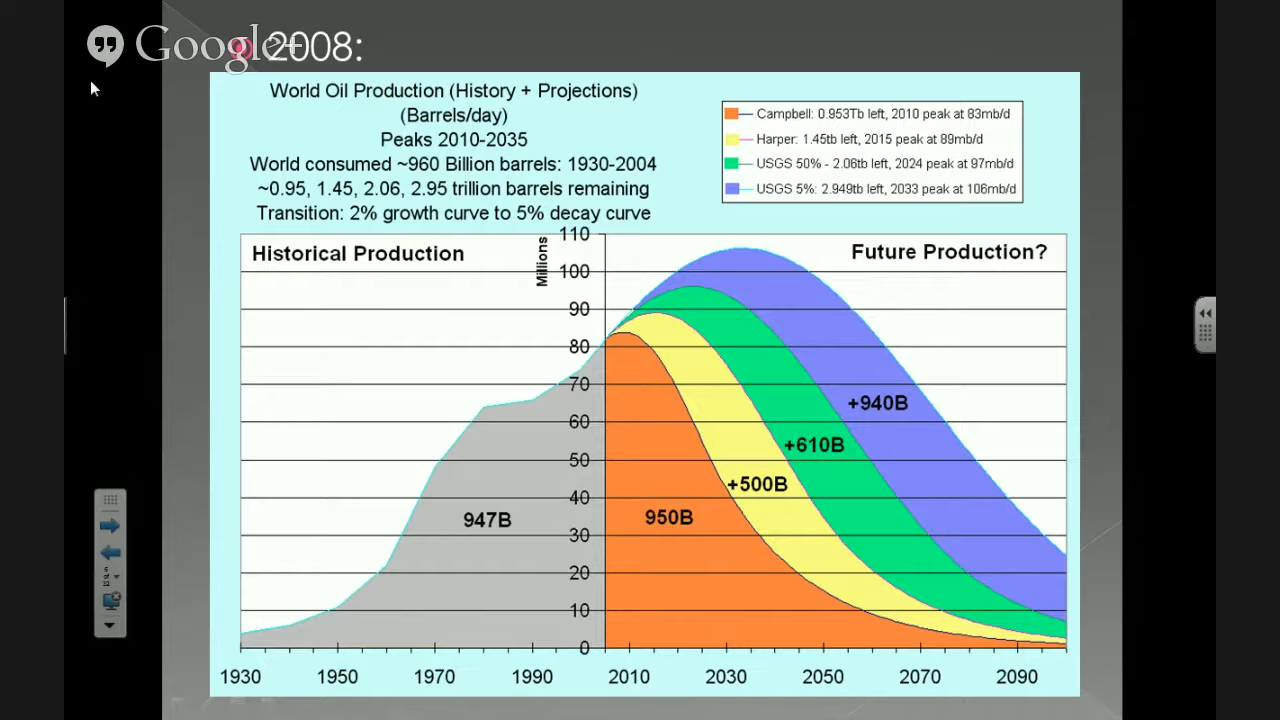 Google+
2008:
World Oil Production (History + Projections)
(Barrels/day)
Peaks 2010-2035
World consumed ~960 Billion barrels: 1930-2004
~0.95, 1.45, 2.06, 2.95 trillion barrels remaining
Transition: 2% growth curve to 5% decay curve
Campbell: 0.953Tb left, 2010 peak at 83mb/d
Harper: 1.45tb left, 2015 peak at 89mb/d
USGS 50% - 2.06tb left, 2024 peak at 97mb/d
USGS 5%: 2.949tb left, 2033 peak at 106mb/d
Historical Production
Millions
Future Production?
110
100
90
80
70
60
50
40
30
20
10
0
+940B
+610B
+500B
950B
947B
1930 1950 1970 1990 2010 2030 2050 2070 2090
6
of
12